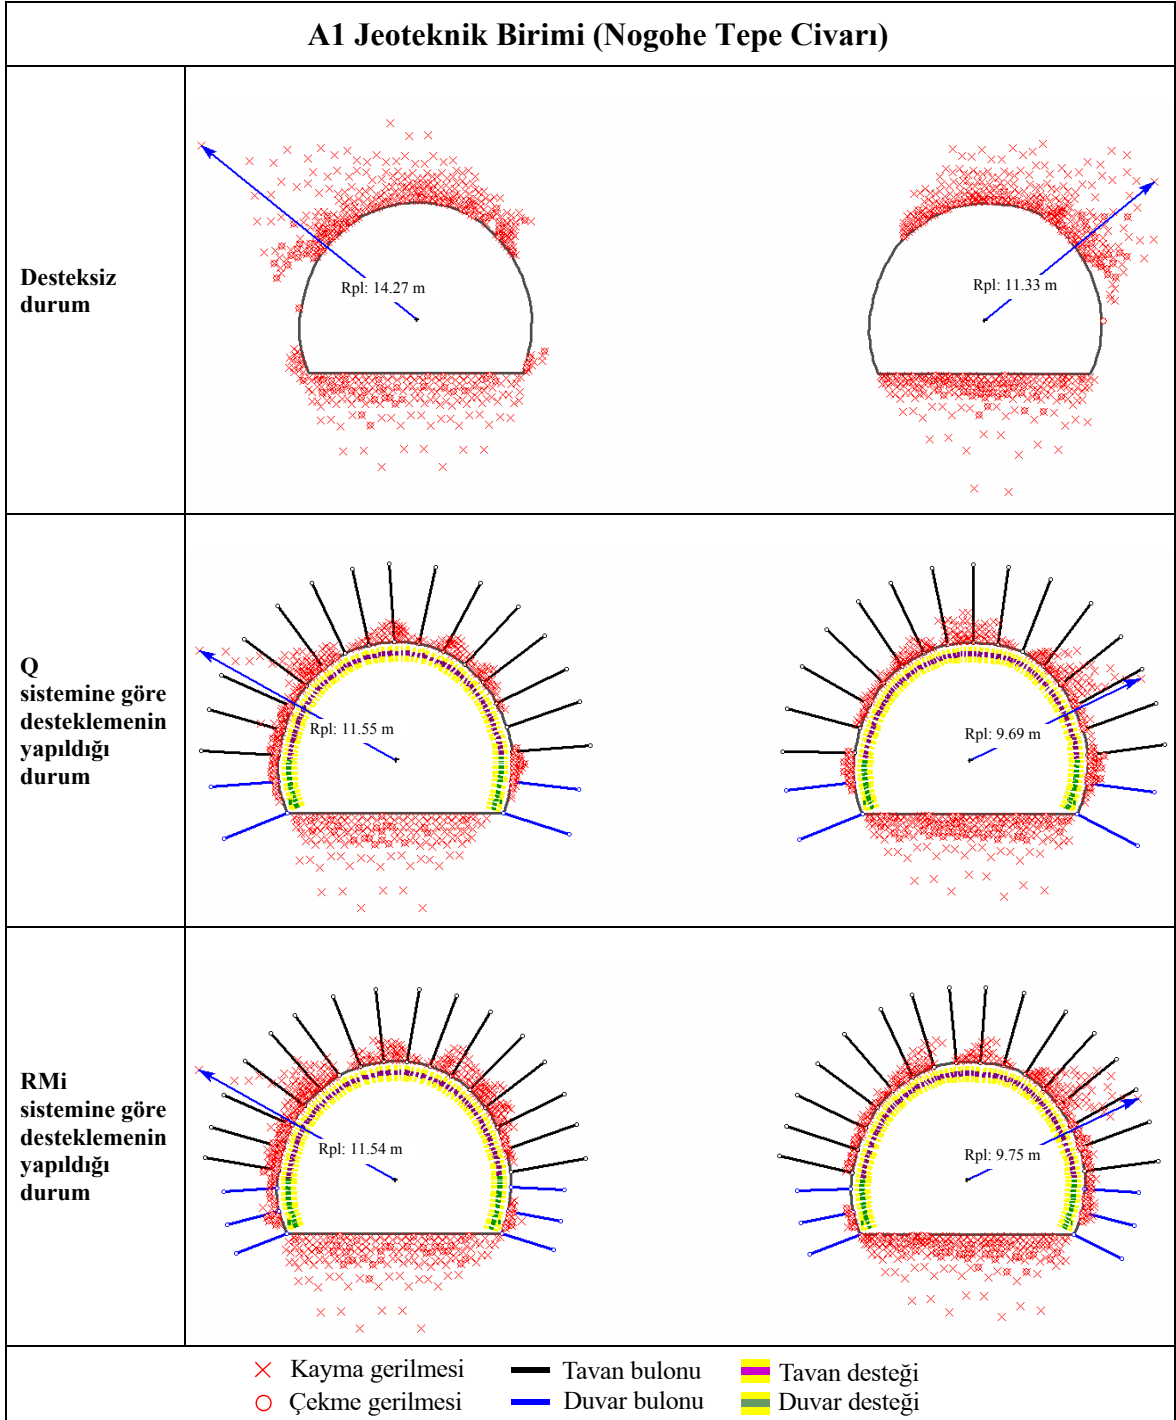 A1 Jeoteknik Birimi (Nogohe Tepe Civarı)
Desteksiz
durum
Rpl: 14.27 m
Rpl: 11.33 m
Q
sistemine göre
desteklemenin
yapıldığı
durum
Rpl: 11.55 m
Rpl: 9.69 m
RMi
sistemine göre
desteklemenin
yapıldığı
durum
Rpl: 11.54 m
Rpl: 9.75 m
Kayma gerilmesi
Tavan bulonu
Tavan desteği
Çekme gerilmesi
Duvar bulonu
Duvar desteği